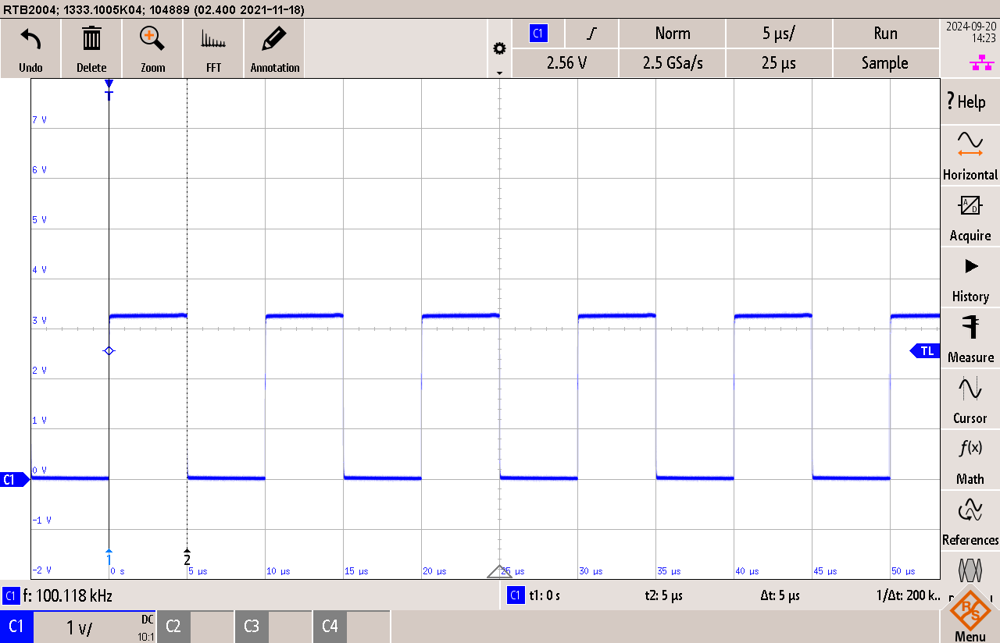 RTB2004; 1333.1005K04; 104889 (02.400 2021-11-18)
Undo
Delete
Zoom
FFT
Annotation
C1
Norm
5 µs/
Run
2.56 V
2.5 GSa/s
25 µs
Sample
2024-09-20
14:23
T
7 V
6 V
5 V
4 V
3 V
2 V
1 V
0 V
-1 V
-2 V
C1
TL
1
2
0 s
5 µs
10 µs
15 µs
20 µs
25 µs
30 µs
35 µs
40 µs
45 µs
50 µs
? Help
Horizontal
A
D
Acquire
History
Measure
Cursor
f(x)
Math
References
R S
Menu
C1 f: 100.118 kHz
C1 t1: 0 s t2: 5 µs Δt: 5 µs 1/Δt: 200 k..
C1 1 V/ DC
10:1
C2
C3
C4